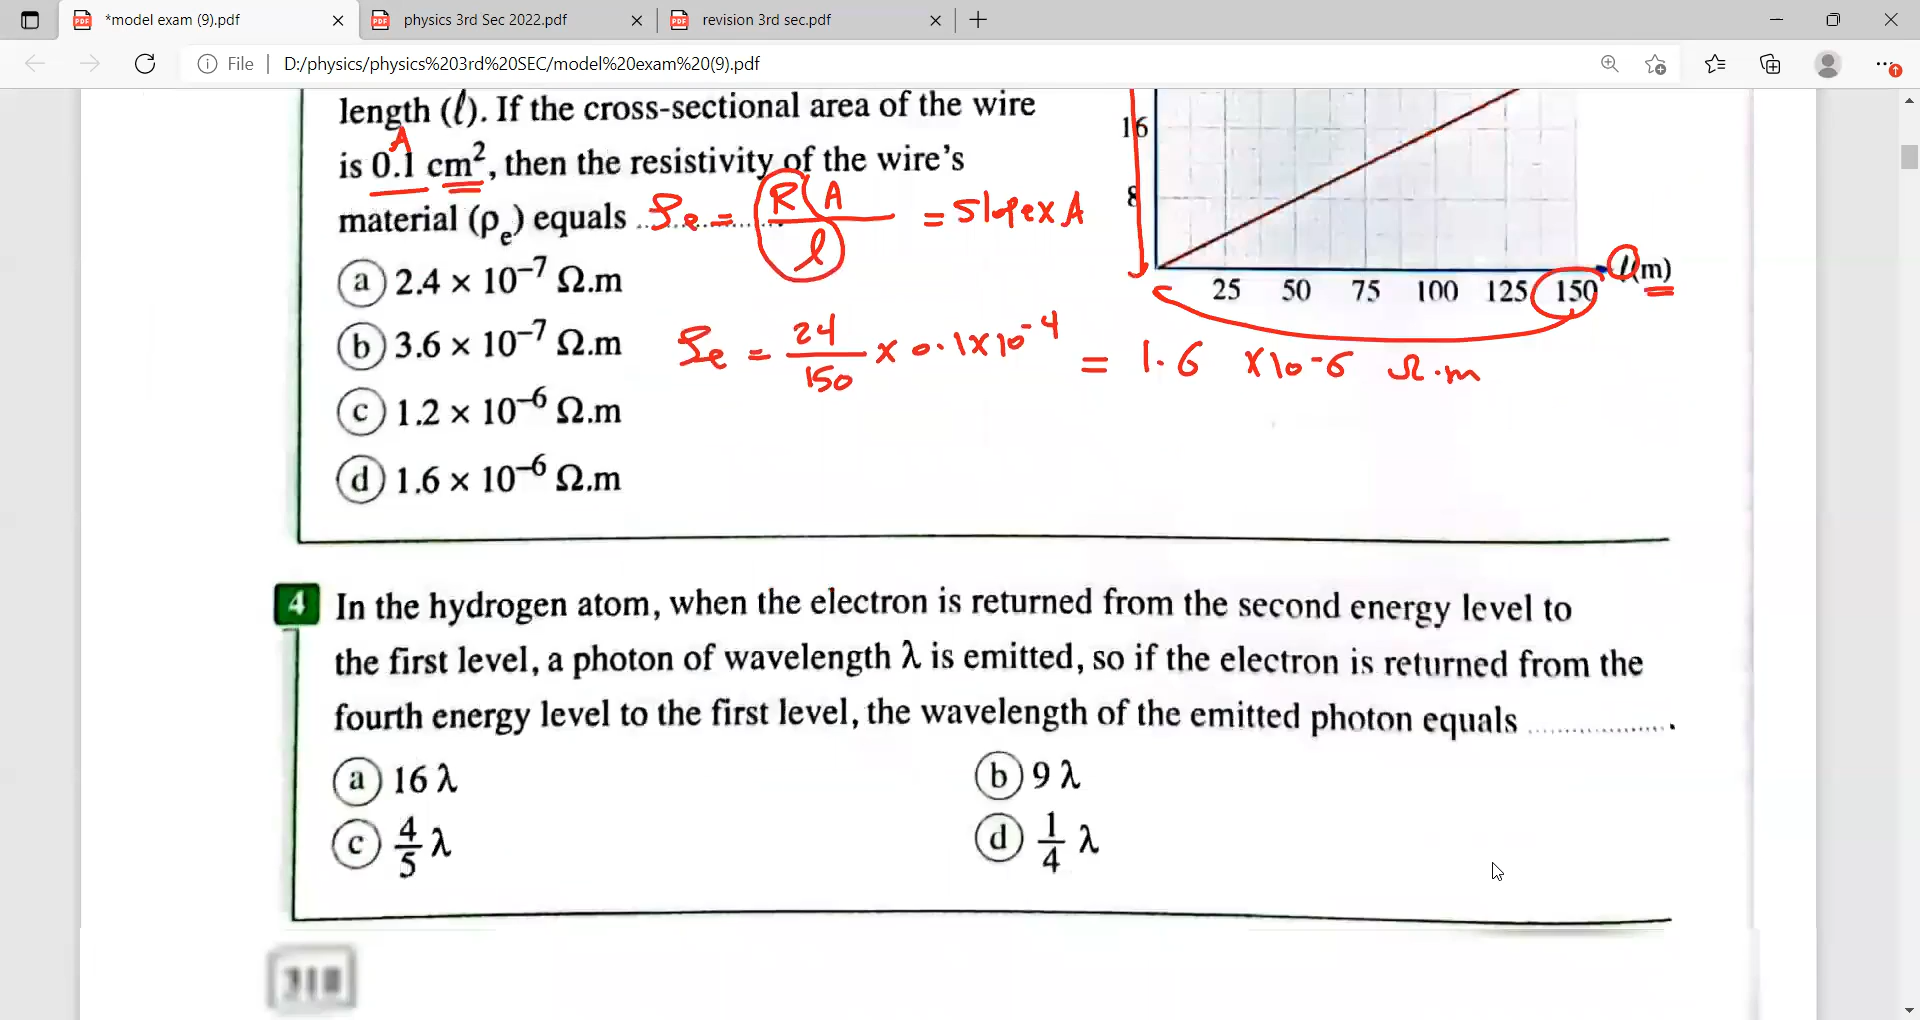 *model exam (9).pdf
physics 3rd Sec 2022.pdf
revision 3rd sec.pdf
File D:/physics/physics%203rd%20SEC/model%20exam%20(9).pdf
length (ℓ). If the cross-sectional area of the wire
A
is 0.1 cm², then the resistivity of the wire's
material (ρₑ) equals ............
ρe = R A / ℓ = slope x A
a 2.4 × 10⁻⁷ Ω.m
b 3.6 × 10⁻⁷ Ω.m
c 1.2 × 10⁻⁶ Ω.m
d 1.6 × 10⁻⁶ Ω.m
ρe = 24 / 150 × 0.1×10⁻⁴ = 1.6 ×10⁻⁶ Ω.m
16
8
25 50 75 100 125 150 ℓ(m)
4 In the hydrogen atom, when the electron is returned from the second energy level to
the first level, a photon of wavelength λ is emitted, so if the electron is returned from the
fourth energy level to the first level, the wavelength of the emitted photon equals ................. .
a 16 λ
b 9 λ
c 4/5 λ
d 1/4 λ